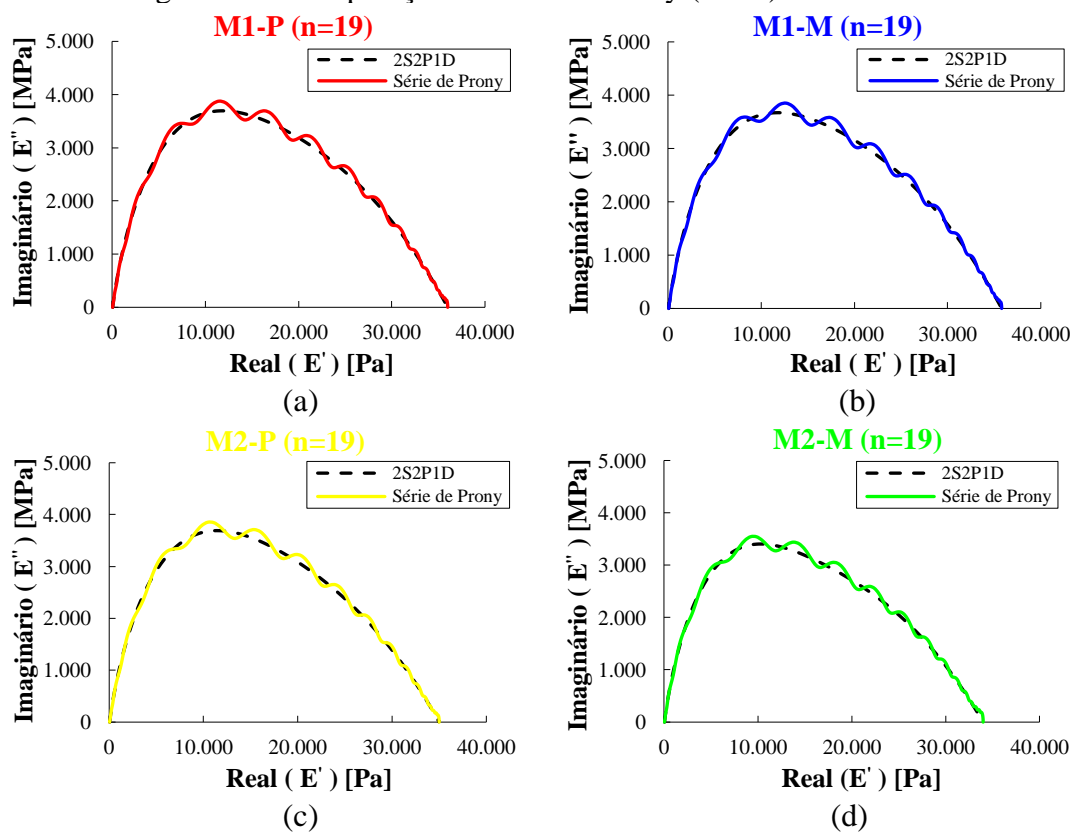 M1-P (n=19)
5.000
4.000
3.000
2.000
1.000
0
Imaginário ( E'' ) [MPa]
2S2P1D
Série de Prony
0
10.000
20.000
30.000
40.000
Real ( E' ) [Pa]
(a)
M1-M (n=19)
5.000
4.000
3.000
2.000
1.000
0
Imaginário ( E'' ) [MPa]
2S2P1D
Série de Prony
0
10.000
20.000
30.000
40.000
Real ( E' ) [Pa]
(b)
M2-P (n=19)
5.000
4.000
3.000
2.000
1.000
0
Imaginário ( E'' ) [MPa]
2S2P1D
Série de Prony
0
10.000
20.000
30.000
40.000
Real ( E' ) [Pa]
(c)
M2-M (n=19)
5.000
4.000
3.000
2.000
1.000
0
Imaginário ( E'' ) [MPa]
2S2P1D
Série de Prony
0
10.000
20.000
30.000
40.000
Real (E' ) [Pa]
(d)